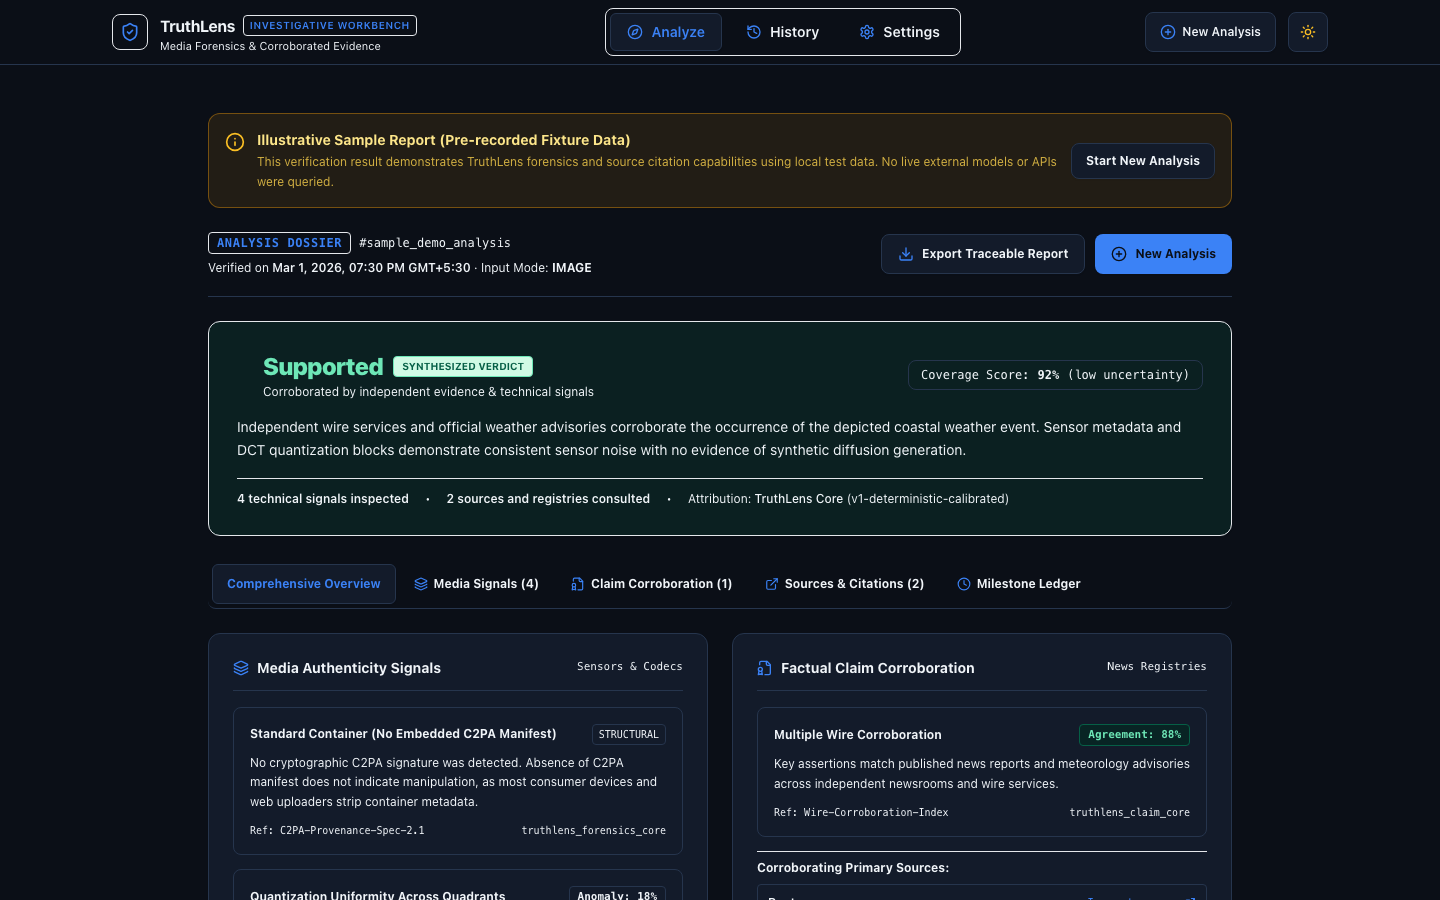 TruthLens INVESTIGATIVE WORKBENCH
Media Forensics & Corroborated Evidence
Analyze
History
Settings
New Analysis
Illustrative Sample Report (Pre-recorded Fixture Data)
This verification result demonstrates TruthLens forensics and source citation capabilities using local test data. No live external models or APIs
were queried.
Start New Analysis
ANALYSIS DOSSIER #sample_demo_analysis
Verified on Mar 1, 2026, 07:30 PM GMT+5:30 · Input Mode: IMAGE
Export Traceable Report
New Analysis
Supported SYNTHESIZED VERDICT
Corroborated by independent evidence & technical signals
Coverage Score: 92% (low uncertainty)
Independent wire services and official weather advisories corroborate the occurrence of the depicted coastal weather event. Sensor metadata and
DCT quantization blocks demonstrate consistent sensor noise with no evidence of synthetic diffusion generation.
4 technical signals inspected • 2 sources and registries consulted • Attribution: TruthLens Core (v1-deterministic-calibrated)
Comprehensive Overview
Media Signals (4)
Claim Corroboration (1)
Sources & Citations (2)
Milestone Ledger
Media Authenticity Signals
Sensors & Codecs
Standard Container (No Embedded C2PA Manifest)
STRUCTURAL
No cryptographic C2PA signature was detected. Absence of C2PA
manifest does not indicate manipulation, as most consumer devices and
web uploaders strip container metadata.
Ref: C2PA-Provenance-Spec-2.1
truthlens_forensics_core
Quantization Uniformity Across Quadrants
Anomaly: 18%
Factual Claim Corroboration
News Registries
Multiple Wire Corroboration
Agreement: 88%
Key assertions match published news reports and meteorology advisories
across independent newsrooms and wire services.
Ref: Wire-Corroboration-Index
truthlens_claim_core
Corroborating Primary Sources: